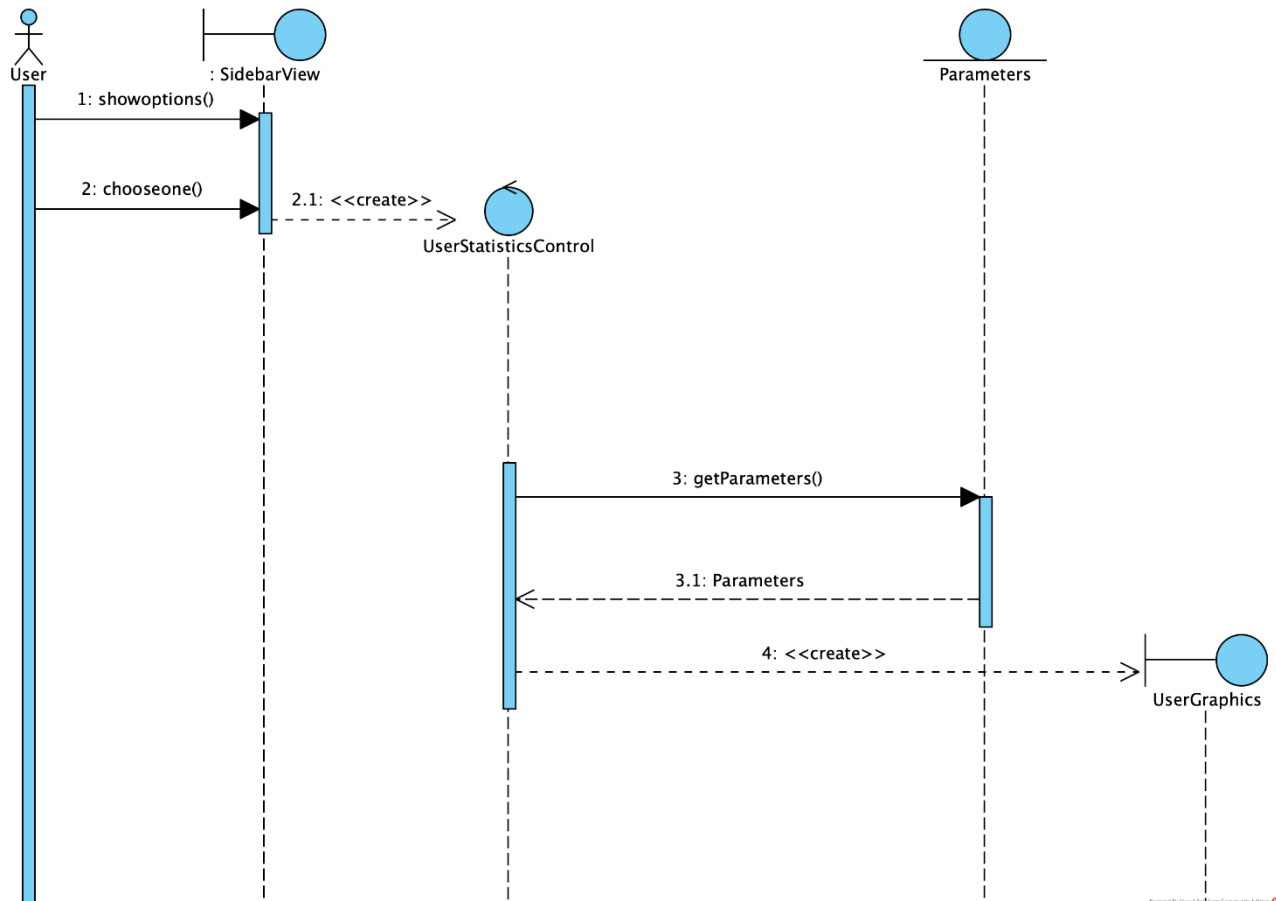 User
: SidebarView
Parameters
1: showoptions()
2: chooseone()
2.1: <<create>>
UserStatisticsControl
3: getParameters()
3.1: Parameters
4: <<create>>
UserGraphics